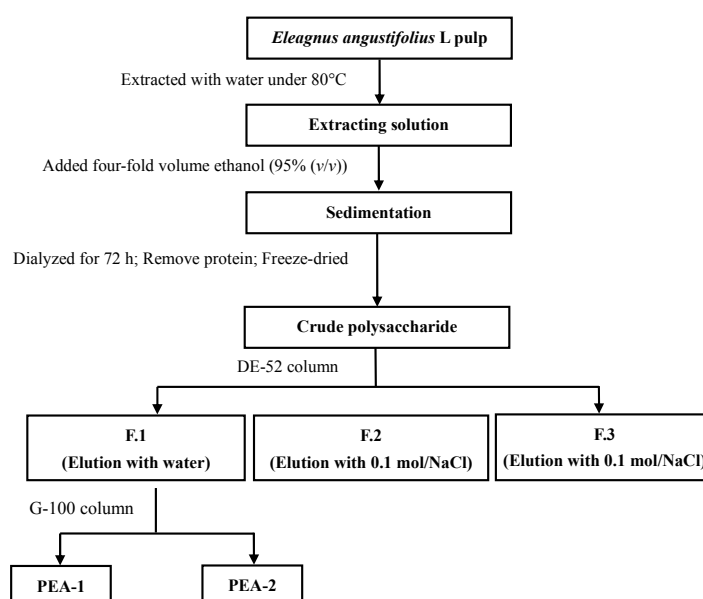 Eleagnus angustifolius L pulp
Extracted with water under 80°C
Extracting solution
Added four-fold volume ethanol (95% (v/v))
Sedimentation
Dialyzed for 72 h; Remove protein; Freeze-dried
Crude polysaccharide
DE-52 column
F.1
(Elution with water)
F.2
(Elution with 0.1 mol/NaCl)
F.3
(Elution with 0.1 mol/NaCl)
G-100 column
PEA-1
PEA-2